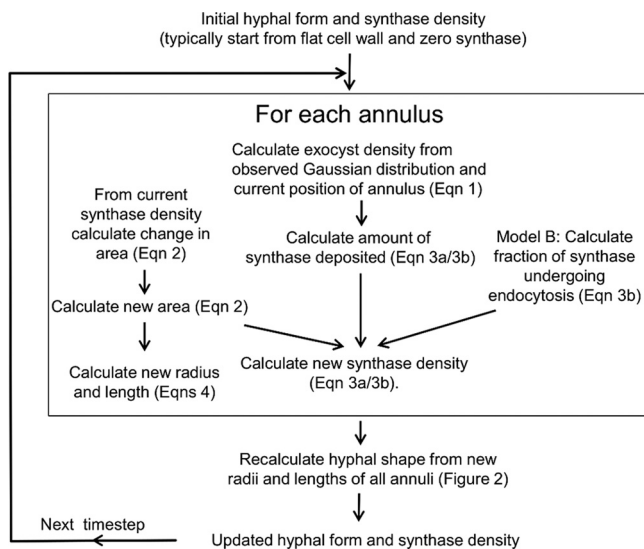 Initial hyphal form and synthase density
(typically start from flat cell wall and zero synthase)
For each annulus
Calculate exocyst density from
observed Gaussian distribution and
current position of annulus (Eqn 1)
From current
synthase density
calculate change in
area (Eqn 2)
Calculate amount of
synthase deposited (Eqn 3a/3b)
Model B: Calculate
fraction of synthase
undergoing
endocytosis (Eqn 3b)
Calculate new area (Eqn 2)
Calculate new radius
and length (Eqns 4)
Calculate new synthase density
(Eqn 3a/3b).
Recalculate hyphal shape from new
radii and lengths of all annuli (Figure 2)
Next timestep
Updated hyphal form and synthase density